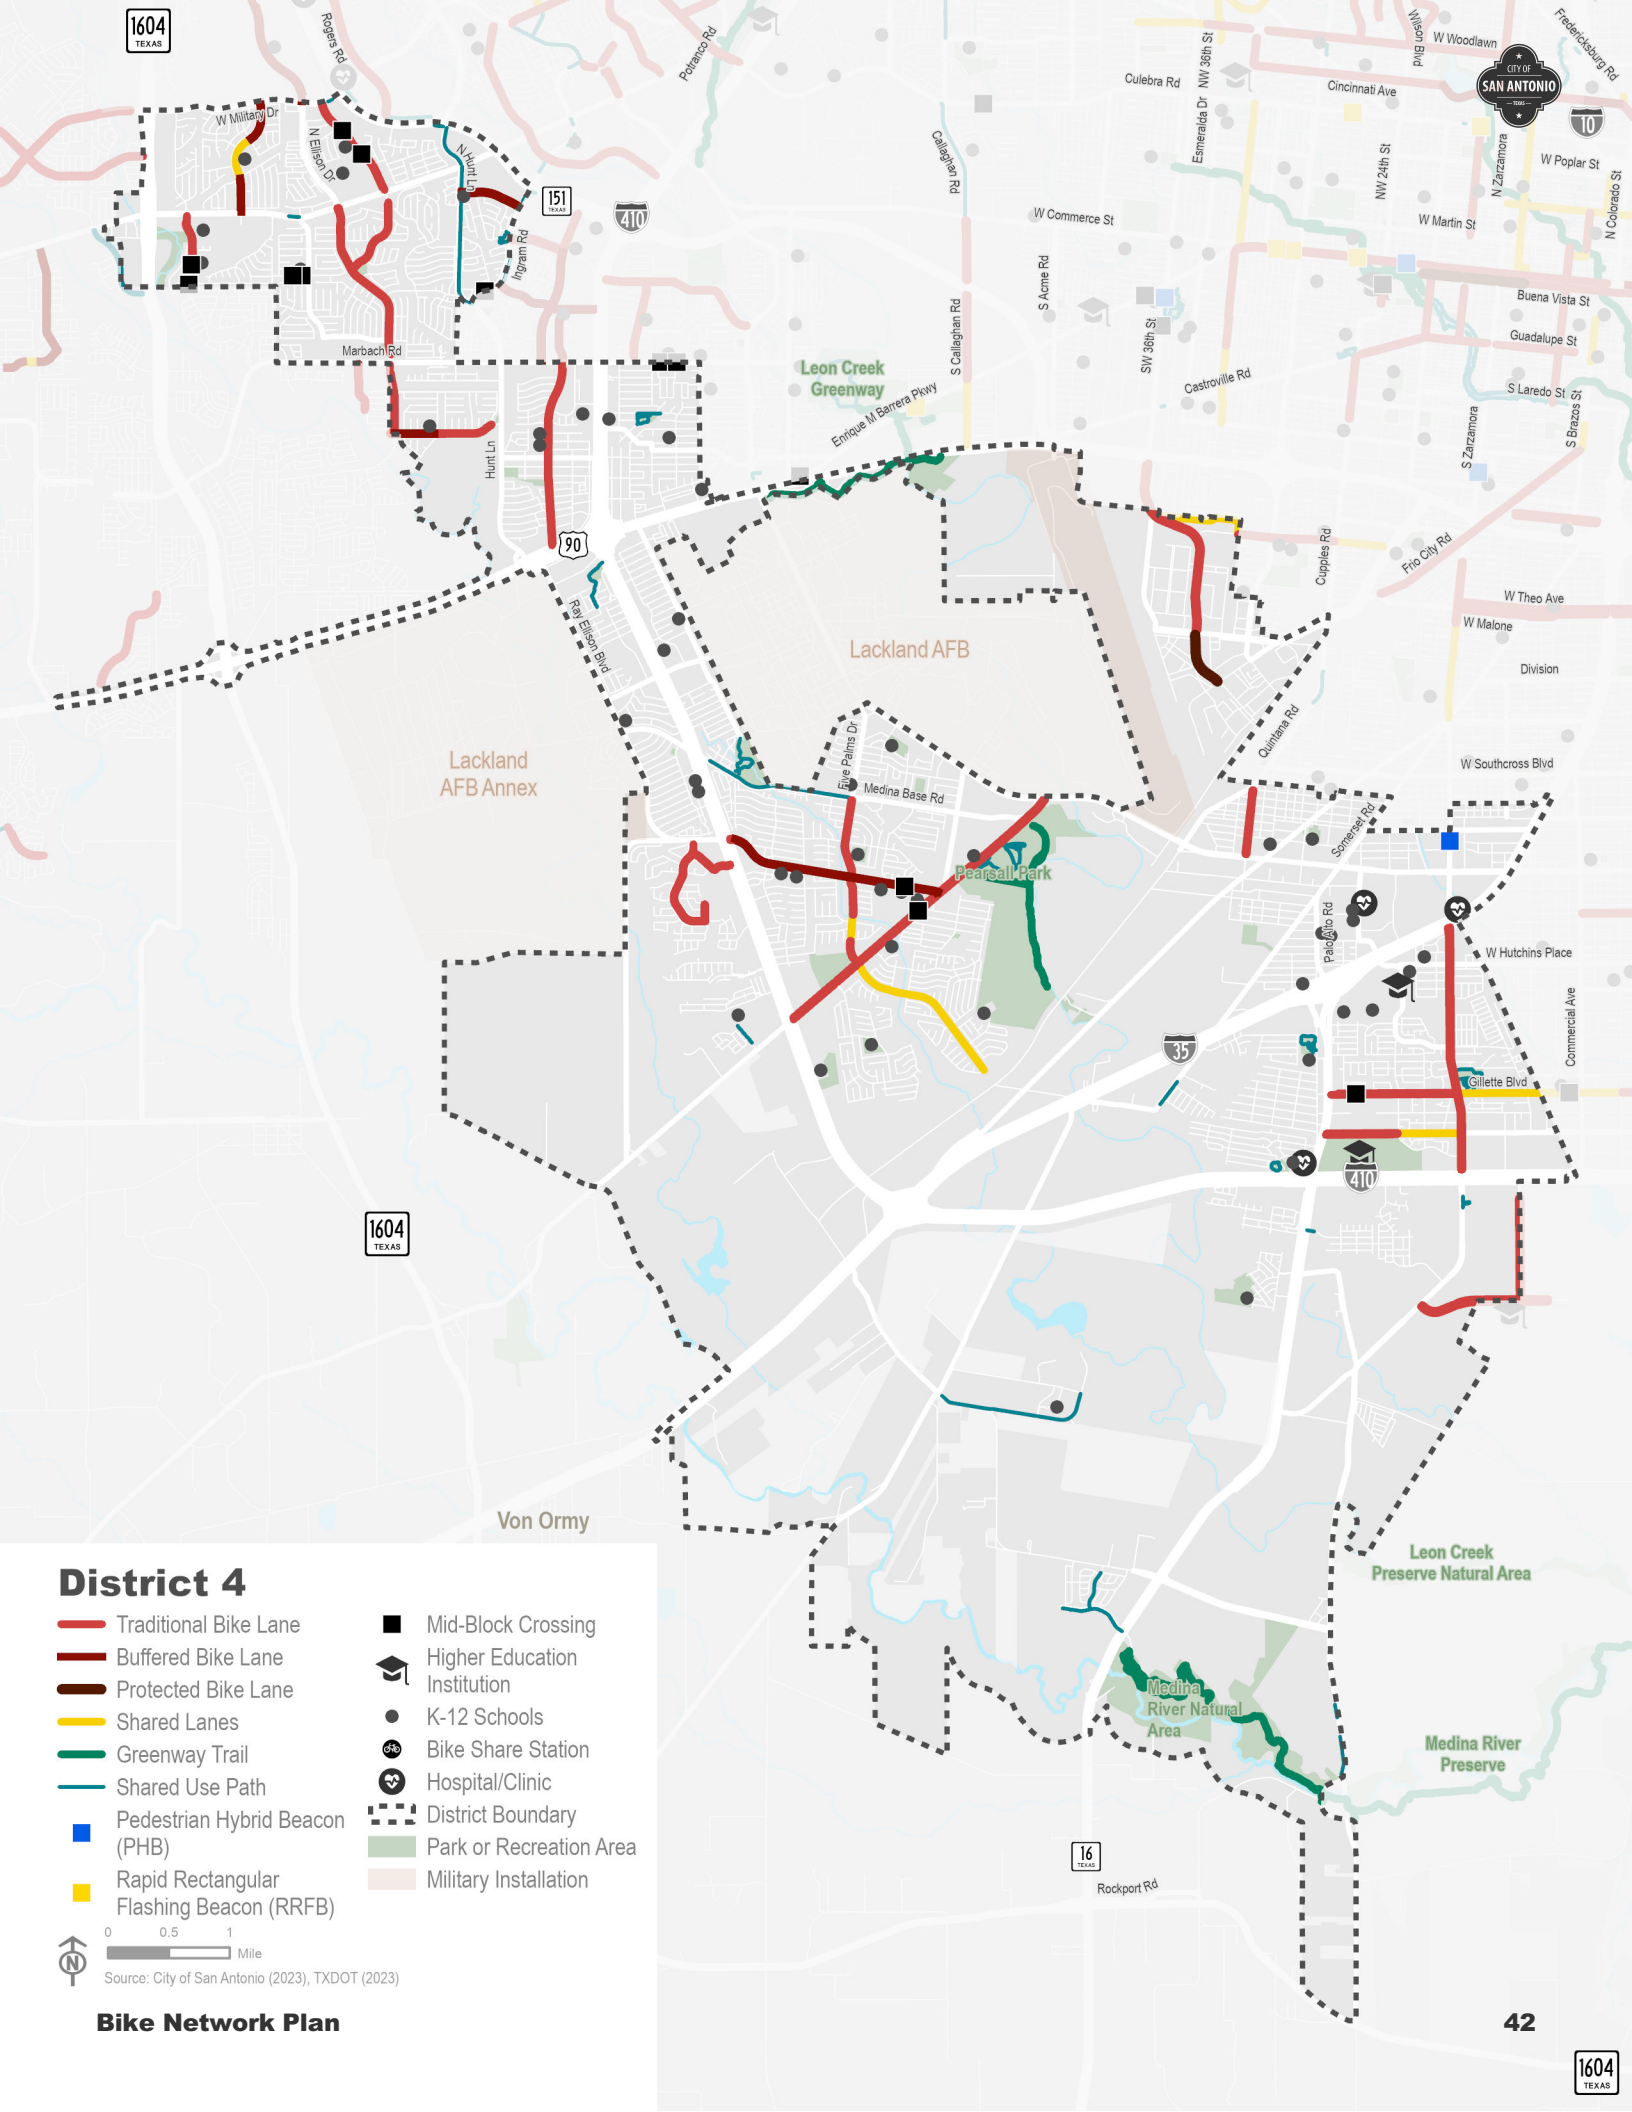 1604
TEXAS
Rogers Rd
Potranco Rd
Wilson Blvd
W Woodlawn
Fredericksburg Rd
Culebra Rd
NW 36th St
Cincinnati Ave
CITY OF
SAN ANTONIO
TEXAS
10
W Military Dr
N Ellison Dr
N Hunt Ln
Callaghan Rd
Esmeralda Dr
NW 24th St
N Zarzamora
W Poplar St
N Colorado St
151
TEXAS
410
W Commerce St
W Martin St
Ingram Rd
S Acme Rd
Buena Vista St
S Callaghan Rd
SW 36th St
Guadalupe St
Marbach Rd
Leon Creek
Greenway
Enrique M Barrera Pkwy
Castroville Rd
S Laredo St
S Brazos St
S Zarzamora
Hunt Ln
90
Cupples Rd
Frio City Rd
Ray Ellison Blvd
W Theo Ave
W Malone
Lackland AFB
Division
Quintana Rd
Five Palms Dr
Lackland
AFB Annex
W Southcross Blvd
Medina Base Rd
Somerset Rd
Pearsall Park
Palo Alto Rd
W Hutchins Place
Commercial Ave
35
Gillette Blvd
410
1604
TEXAS
Von Ormy
Leon Creek
Preserve Natural Area
Medina
River Natural
Area
Medina River
Preserve
16
TEXAS
Rockport Rd
District 4
Traditional Bike Lane
Buffered Bike Lane
Protected Bike Lane
Shared Lanes
Greenway Trail
Shared Use Path
Pedestrian Hybrid Beacon
(PHB)
Rapid Rectangular
Flashing Beacon (RRFB)
Mid-Block Crossing
Higher Education
Institution
K-12 Schools
Bike Share Station
Hospital/Clinic
District Boundary
Park or Recreation Area
Military Installation
0 0.5 1
Mile
N
Source: City of San Antonio (2023), TXDOT (2023)
Bike Network Plan
42
1604
TEXAS